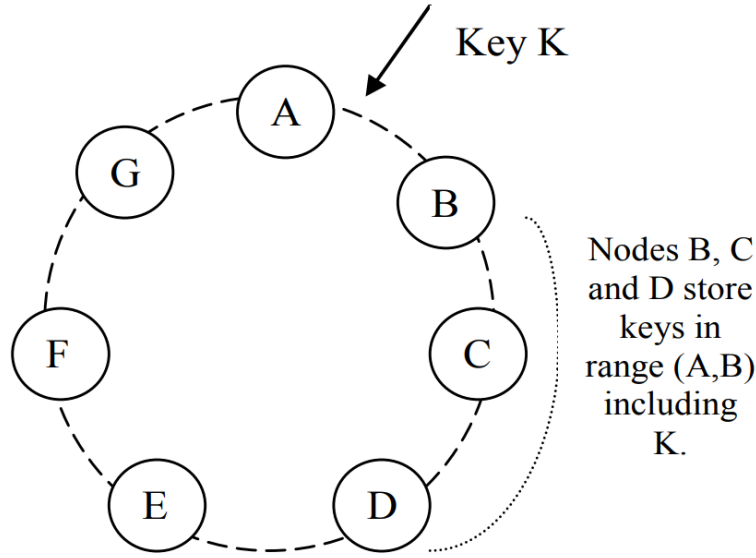 Key K
A
B
G
Nodes B, C
and D store
keys in
range (A,B)
including
K.
F
C
E
D